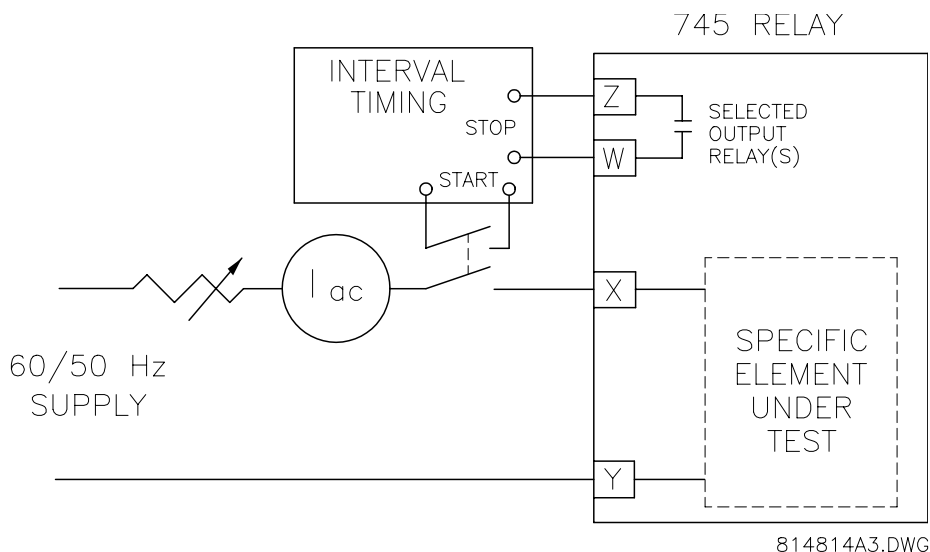 745 RELAY
INTERVAL
TIMING
STOP
START
Z
W
SELECTED
OUTPUT
RELAY(S)
I ac
X
60/50 Hz
SUPPLY
SPECIFIC
ELEMENT
UNDER
TEST
Y
814814A3.DWG